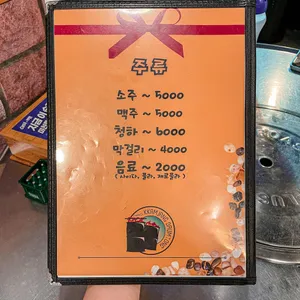 주류
소주 ~ 5000
맥주 ~ 5000
청하 ~ 6000
막걸리 ~ 4000
음료 ~ 2000
(사이다, 콜라, 제로콜라)